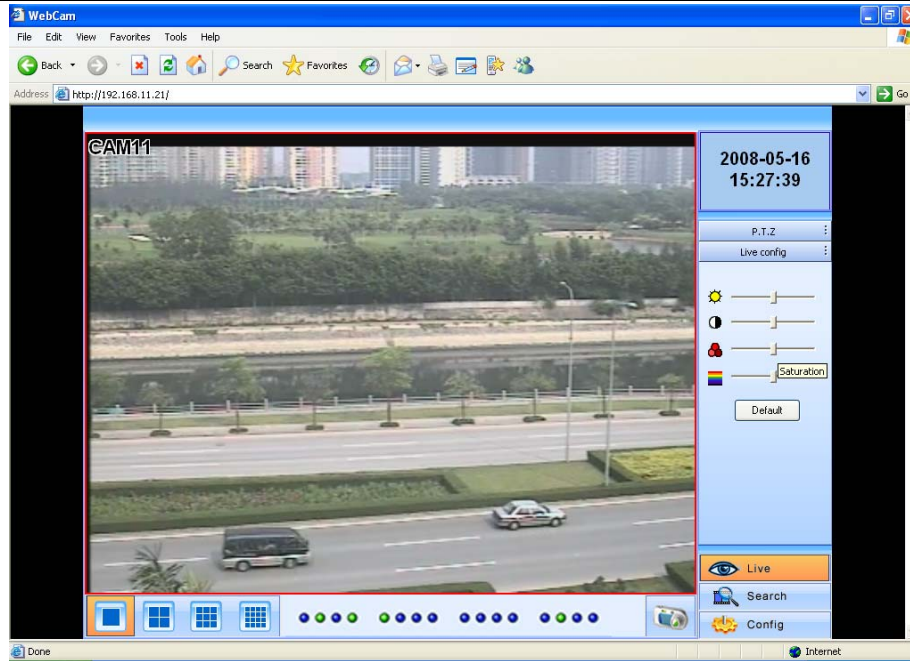 WebCam
File Edit View Favorites Tools Help
Back Search Favorites
Address http://192.168.11.21/ Go
CAM11
2008-05-16
15:27:39
P.T.Z
Live config
Saturation
Default
Live
Search
Config
Done Internet